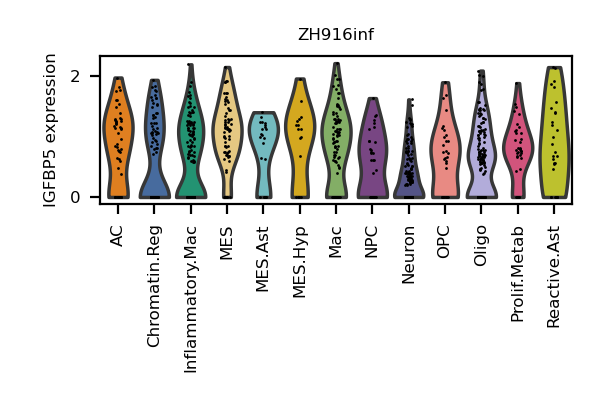 ZH916inf
IGFBP5 expression
2
0
AC
Chromatin.Reg
Inflammatory.Mac
MES
MES.Ast
MES.Hyp
Mac
NPC
Neuron
OPC
Oligo
Prolif.Metab
Reactive.Ast